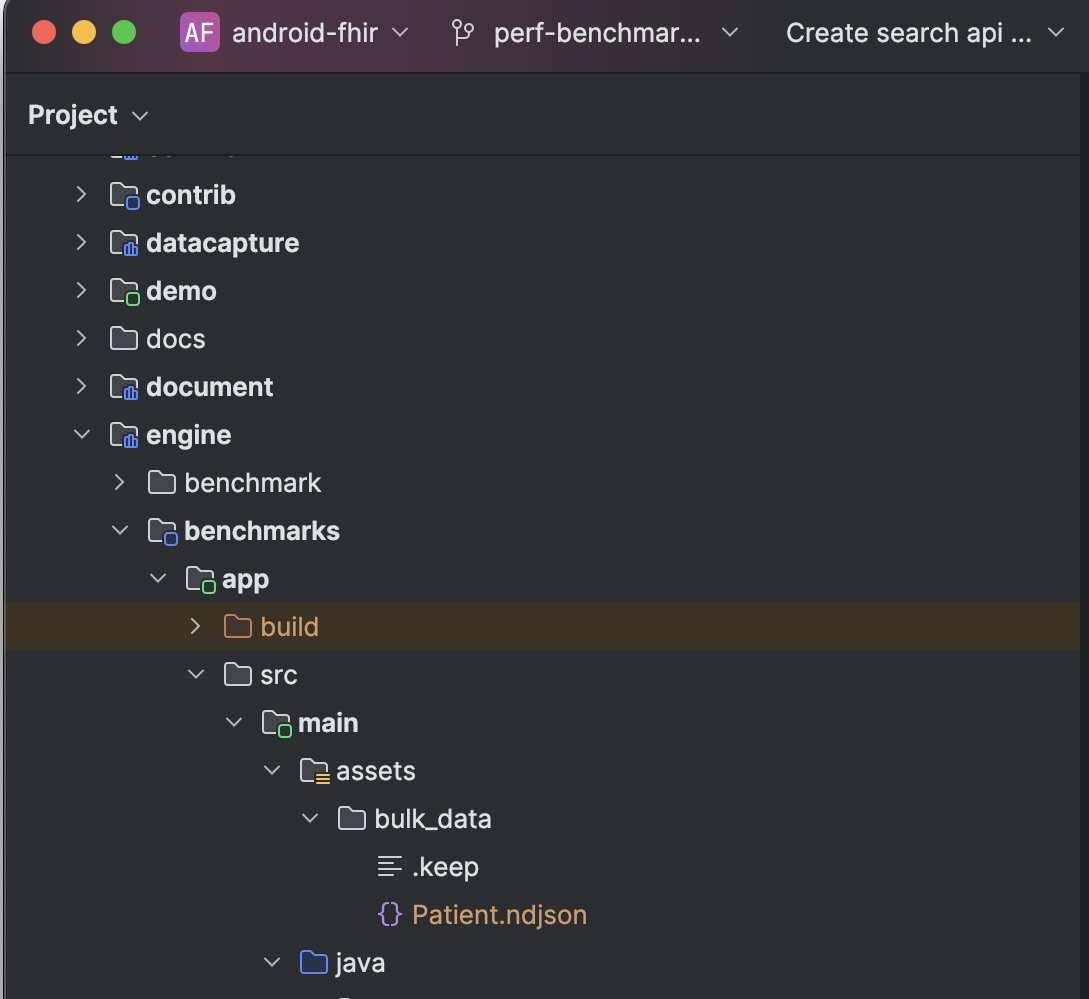 AF android-fhir perf-benchmar... Create search api ...
Project
contrib
datacapture
demo
docs
document
engine
benchmark
benchmarks
app
build
src
main
assets
bulk_data
.keep
{} Patient.ndjson
java